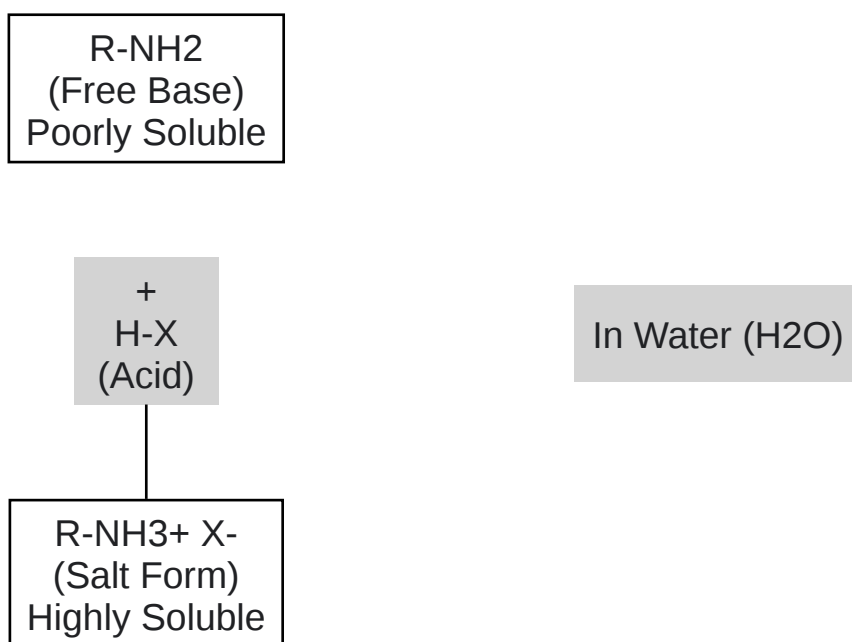 R-NH2
(Free Base)
Poorly Soluble
+
H-X
(Acid)
In Water (H2O)
R-NH3+ X-
(Salt Form)
Highly Soluble